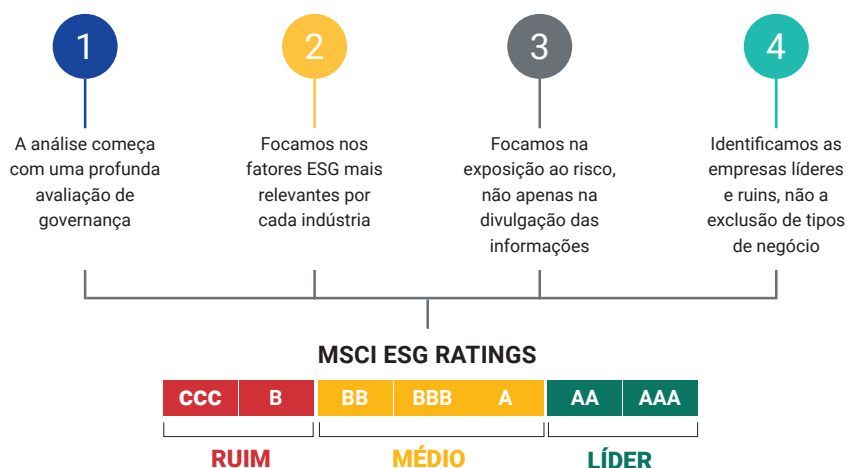 1
A análise começa
com uma profunda
avaliação de
governança
2
Focamos nos
fatores ESG mais
relevantes por
cada indústria
3
Focamos na
exposição ao risco,
não apenas na
divulgação das
informações
4
Identificamos as
empresas líderes
e ruins, não a
exclusão de tipos
de negócio
MSCI ESG RATINGS
CCC B BB BBB A AA AAA
RUIM MÉDIO LÍDER